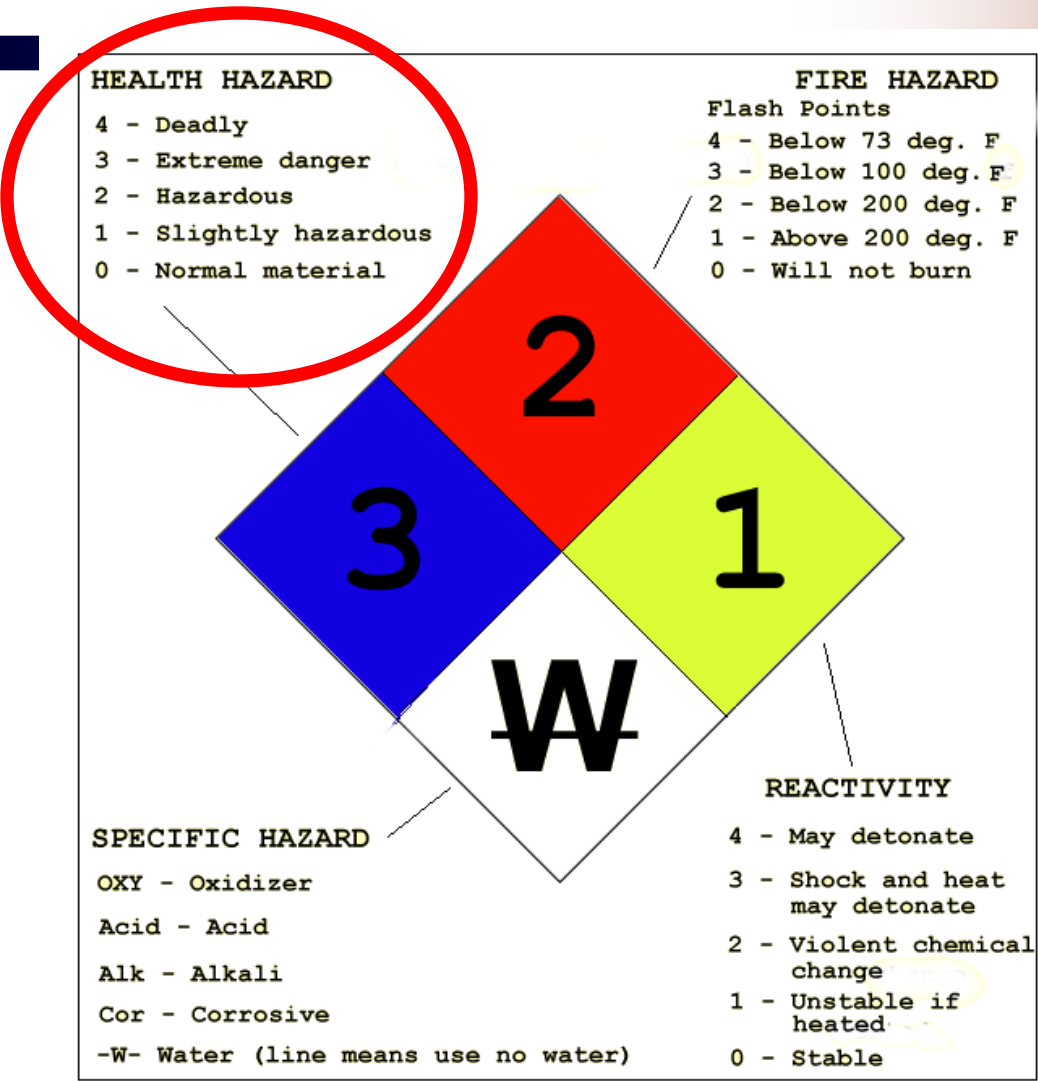 HEALTH HAZARD
4 - Deadly
3 - Extreme danger
2 - Hazardous
1 - Slightly hazardous
0 - Normal material
FIRE HAZARD
Flash Points
4 - Below 73 deg. F
3 - Below 100 deg. F
2 - Below 200 deg. F
1 - Above 200 deg. F
0 - Will not burn
2
3
1
W
SPECIFIC HAZARD
OXY - Oxidizer
Acid - Acid
Alk - Alkali
Cor - Corrosive
-W- Water (line means use no water)
REACTIVITY
4 - May detonate
3 - Shock and heat
may detonate
2 - Violent chemical
change
1 - Unstable if
heated
0 - Stable